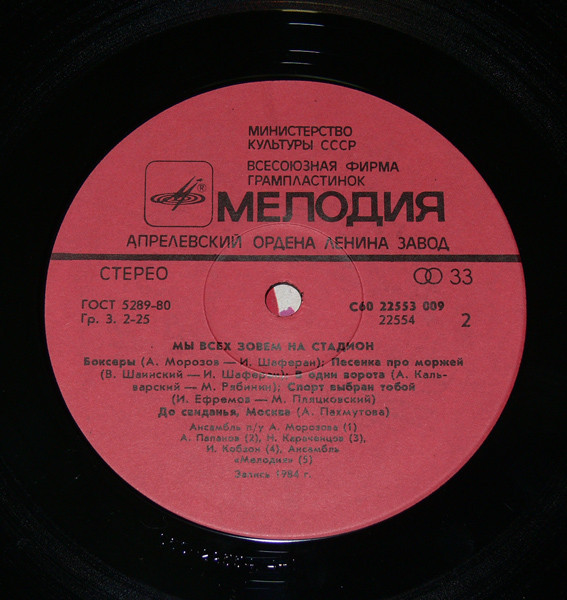 МИНИСТЕРСТВО
КУЛЬТУРЫ СССР
ВСЕСОЮЗНАЯ ФИРМА
ГРАМПЛАСТИНОК
®
МЕЛОДИЯ
АПРЕЛЕВСКИЙ ОРДЕНА ЛЕНИНА ЗАВОД
СТЕРЕО 33
ГОСТ 5289-80 С60 22553 009
Гр. 3. 2-25 22554 2
МЫ ВСЕХ ЗОВЕМ НА СТАДИОН
Боксеры (А. Морозов — И. Шаферан); Песенка про моржей
(В. Шаинский — И. Шаферан); В одни ворота (А. Каль-
варский — М. Рябинин); Спорт выбран тобой
(И. Ефремов — М. Пляцковский)
До свиданья, Москва (А. Пахмутова)
Ансамбль п/у А. Морозова (1)
А. Папанов (2), Н. Караченцов (3),
И. Кобзон (4), Ансамбль
«Мелодия» (5)
Запись 1984 г.